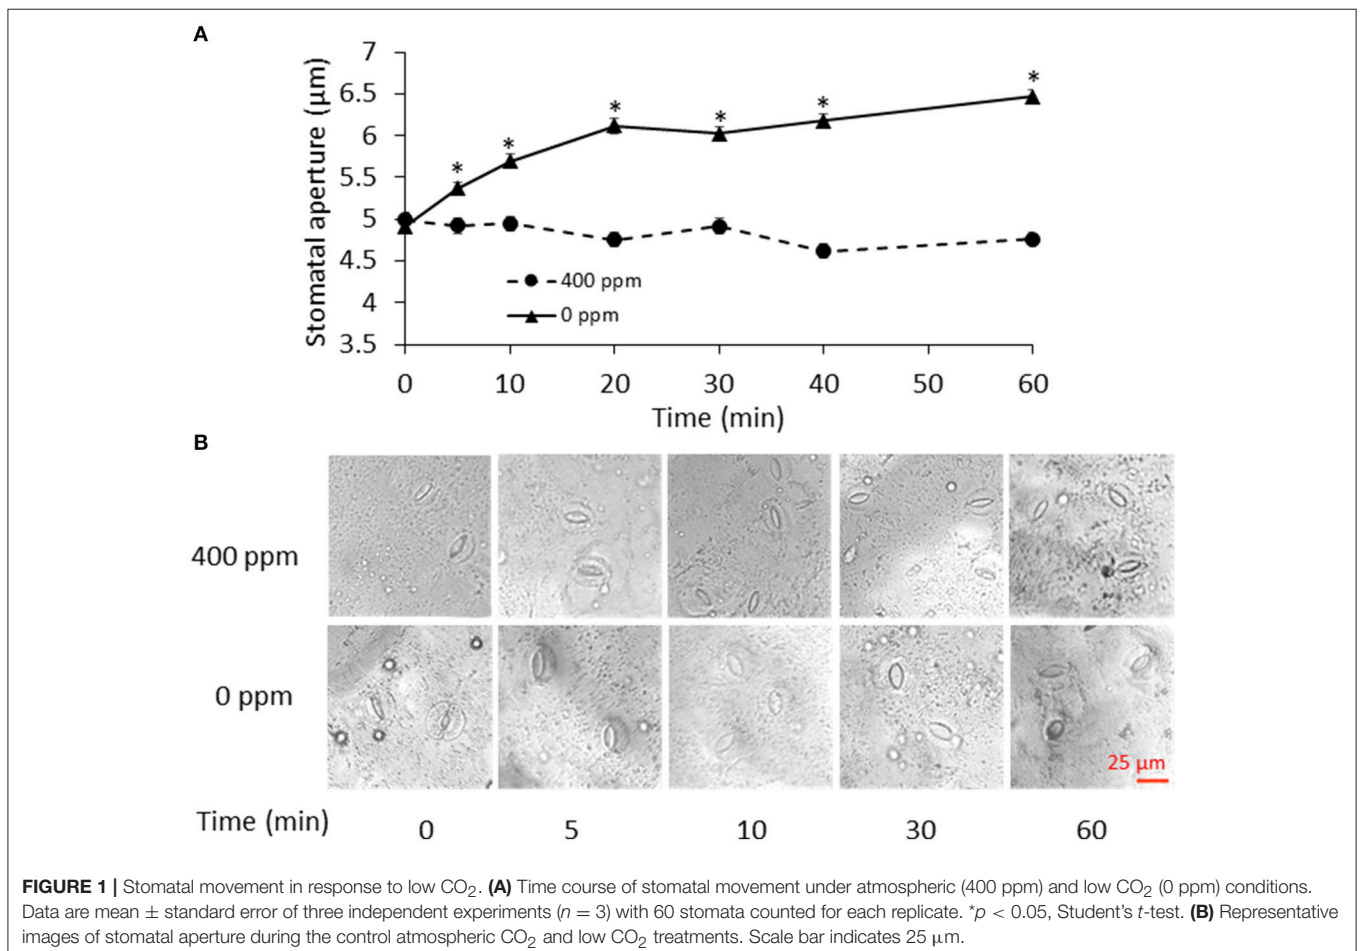 A
7
6.5
6
5.5
5
4.5
4
3.5
Stomatal aperture (μm)
* * * * * *
400 ppm
0 ppm
0 10 20 30 40 50 60
Time (min)
B
400 ppm
0 ppm
25 μm
Time (min) 0 5 10 30 60
FIGURE 1 | Stomatal movement in response to low CO₂. (A) Time course of stomatal movement under atmospheric (400 ppm) and low CO₂ (0 ppm) conditions.
Data are mean ± standard error of three independent experiments (n = 3) with 60 stomata counted for each replicate. *p < 0.05, Student's t-test. (B) Representative
images of stomatal aperture during the control atmospheric CO₂ and low CO₂ treatments. Scale bar indicates 25 μm.